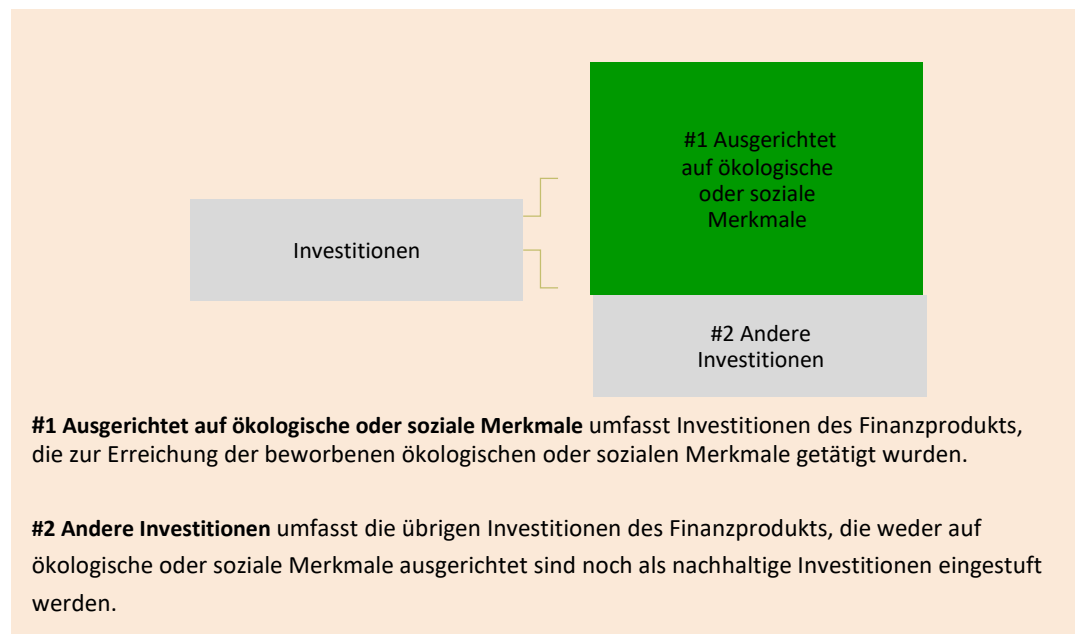 #1 Ausgerichtet
auf ökologische
oder soziale
Merkmale
Investitionen
#2 Andere
Investitionen
#1 Ausgerichtet auf ökologische oder soziale Merkmale umfasst Investitionen des Finanzprodukts,
die zur Erreichung der beworbenen ökologischen oder sozialen Merkmale getätigt wurden.
#2 Andere Investitionen umfasst die übrigen Investitionen des Finanzprodukts, die weder auf
ökologische oder soziale Merkmale ausgerichtet sind noch als nachhaltige Investitionen eingestuft
werden.